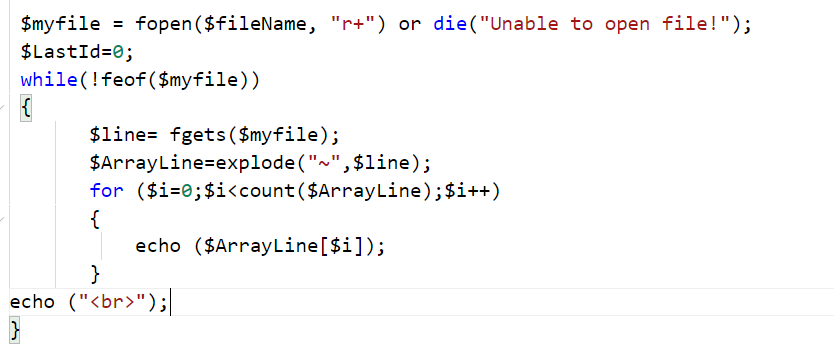 $myfile = fopen($fileName, "r+") or die("Unable to open file!");
$LastId=0;
while(!feof($myfile))
{
$line= fgets($myfile);
$ArrayLine=explode("~",$line);
for ($i=0;$i<count($ArrayLine);$i++)
{
echo ($ArrayLine[$i]);
}
echo ("<br>");
}